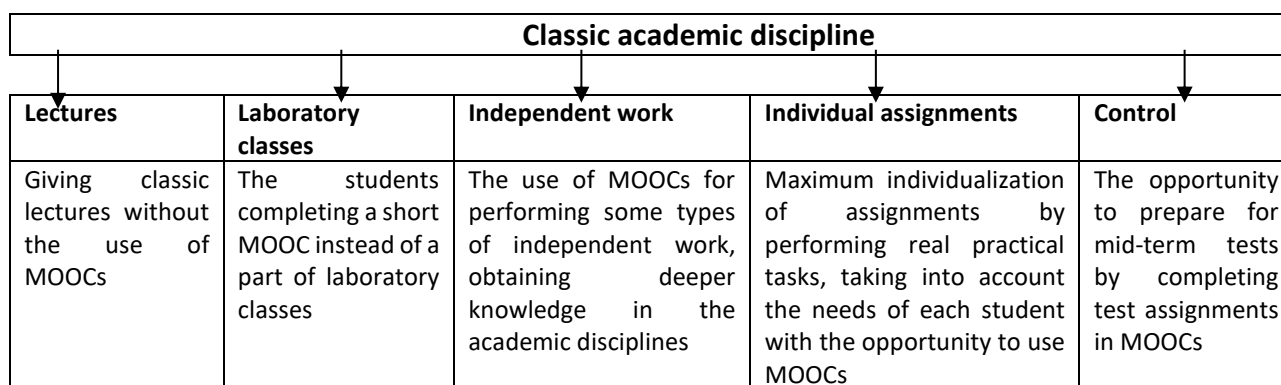 Classic academic discipline
Lectures
Laboratory
classes
Independent work
Individual assignments
Control
Giving classic
lectures without
the use of
MOOCs
The students
completing a short
MOOC instead of a
part of laboratory
classes
The use of MOOCs for
performing some types
of independent work,
obtaining deeper
knowledge in the
academic disciplines
Maximum individualization
of assignments by
performing real practical
tasks, taking into account
the needs of each student
with the opportunity to use
MOOCs
The opportunity
to prepare for
mid-term tests
by completing
test assignments
in MOOCs